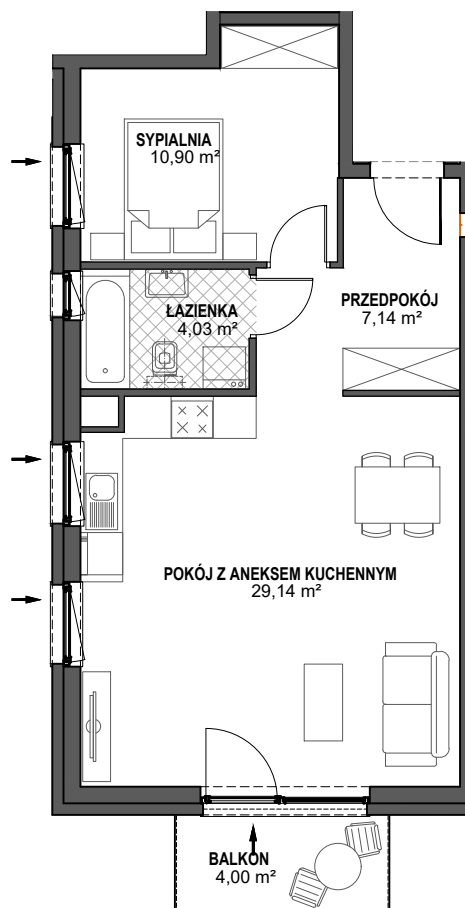 SYPIALNIA
10,90 m²
ŁAZIENKA
4,03 m²
PRZEDPOKÓJ
7,14 m²
POKÓJ Z ANEKSEM KUCHENNYM
29,14 m²
BALKON
4,00 m²